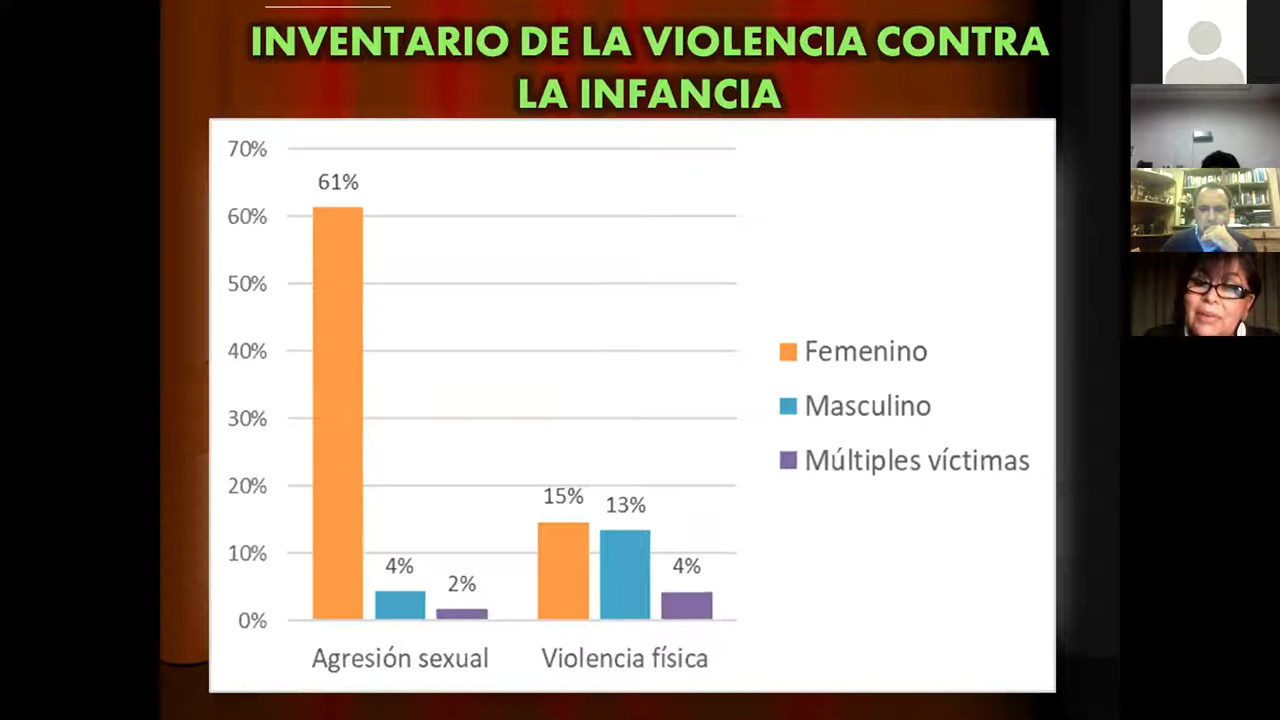 INVENTARIO DE LA VIOLENCIA CONTRA
LA INFANCIA
70%
60%
50%
40%
30%
20%
10%
0%
61%
4%
2%
15%
13%
4%
Agresión sexual
Violencia física
Femenino
Masculino
Múltiples víctimas